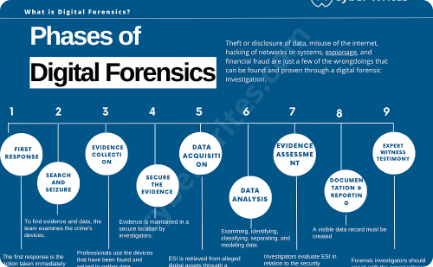 What is Digital Forensics?
Phases of
Digital Forensics
Theft or disclosure of data, misuse of the internet,
hacking of networks or systems, espionage, and
financial fraud are just a few of the wrongdoings that
can be found and proven through a digital forensic
investigation.
1 2 3 4 5 6 7 8 9
FIRST
RESPONSE
SEARCH
AND
SEIZURE
EVIDENCE
COLLECTI
ON
SECURE
THE
EVIDENCE
DATA
ACQUISITI
ON
DATA
ANALYSIS
EVIDENCE
ASSESSME
NT
DOCUMEN
TATION &
REPORTIN
G
EXPERT
WITNESS
TESTIMONY
To find evidence and data, the
team examines the crime's
devices.
Evidence is maintained in a
secure location by
investigators.
Examining, identifying,
classifying, separating, and
modeling data
A visible data record must be
created
The first response is the
action taken immediately
Professionals use the devices
that have been found and
ESI is retrieved from alleged
digital assets through a
Investigators evaluate ESI in
relation to the security
Forensic investigators should